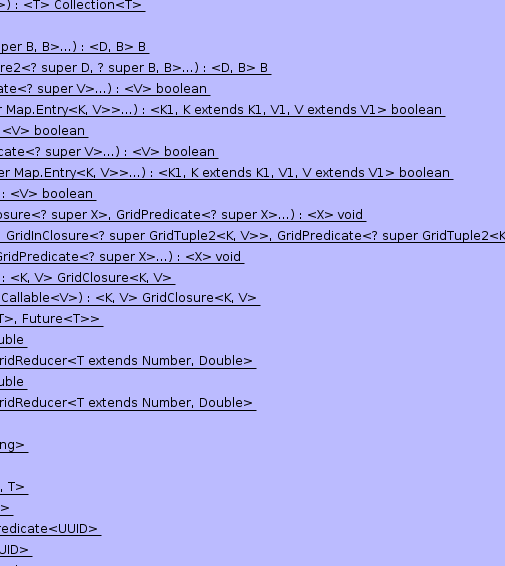 >) : <T> Collection<T>
per B, B>...) : <D, B> B
re2<? super D, ? super B, B>...) : <D, B> B
ate<? super V>...) : <V> boolean
r Map.Entry<K, V>>...) : <K1, K extends K1, V1, V extends V1> boolean
<V> boolean
cate<? super V>...) : <V> boolean
er Map.Entry<K, V>>...) : <K1, K extends K1, V1, V extends V1> boolean
: <V> boolean
osure<? super X>, GridPredicate<? super X>...) : <X> void
GridInClosure<? super GridTuple2<K, V>>, GridPredicate<? super GridTuple2<K
GridPredicate<? super X>...) : <X> void
: <K, V> GridClosure<K, V>
Callable<V>) : <K, V> GridClosure<K, V>
T>, Future<T>>
uble
ridReducer<T extends Number, Double>
uble
ridReducer<T extends Number, Double>
ng>
, T>
>
redicate<UUID>
UID>